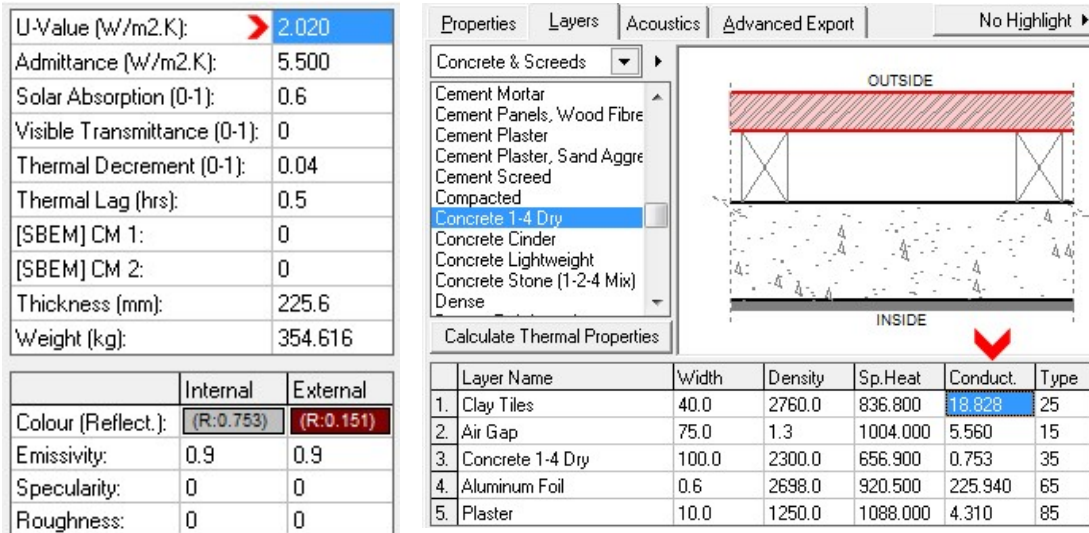 U-Value (W/m2.K): 2.020
Admittance (W/m2.K): 5.500
Solar Absorption (0-1): 0.6
Visible Transmittance (0-1): 0
Thermal Decrement (0-1): 0.04
Thermal Lag (hrs): 0.5
[SBEM] CM 1: 0
[SBEM] CM 2: 0
Thickness (mm): 225.6
Weight (kg): 354.616
Internal External
Colour (Reflect.): (R:0.753) (R:0.151)
Emissivity: 0.9 0.9
Specularity: 0 0
Roughness: 0 0
Properties Layers Acoustics Advanced Export No Highlight
Concrete & Screeds
Cement Mortar
Cement Panels, Wood Fibre
Cement Plaster
Cement Plaster, Sand Aggre
Cement Screed
Compacted
Concrete 1-4 Dry
Concrete Cinder
Concrete Lightweight
Concrete Stone (1-2-4 Mix)
Dense
Calculate Thermal Properties
OUTSIDE
INSIDE
Layer Name Width Density Sp.Heat Conduct. Type
1. Clay Tiles 40.0 2760.0 836.800 18.828 25
2. Air Gap 75.0 1.3 1004.000 5.560 15
3. Concrete 1-4 Dry 100.0 2300.0 656.900 0.753 35
4. Aluminum Foil 0.6 2698.0 920.500 225.940 65
5. Plaster 10.0 1250.0 1088.000 4.310 85